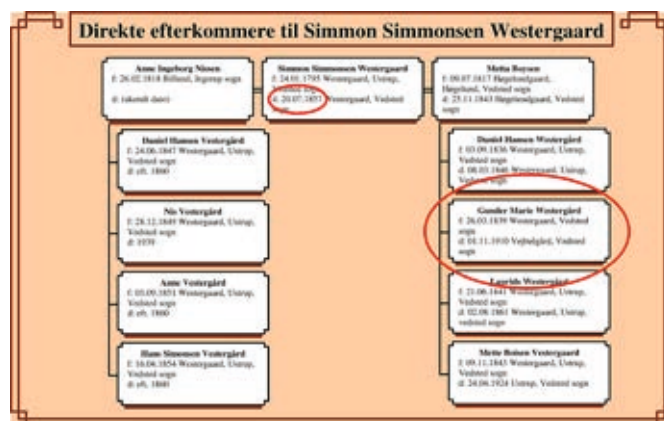 Direkte efterkommere til Simmon Simmonsen Westergaard
Anne Ingeborg Nissen
f: 26.02.1818 Billund, Ingerup sogn
d: (ukendt dato)
Simmon Simmonsen Westergaard
f: 24.01.1795 Westergaard, Ustrup,
Vedsted sogn
d: 20.07.1857 Westergaard, Vedsted
sogn
Metta Boysen
f: 09.07.1817
Vedsted sogn
d: 25.11.1843 Vedsted
sogn
Daniel Hansen Vestergård
f: 24.06.1847 Westergaard, Ustrup,
Vedsted sogn
d: eft. 1860
Nis Vestergård
f: 28.12.1849 Westergaard, Ustrup,
Vedsted sogn
d: 1939
Anne Vestergård
f: 03.09.1851 Westergaard, Ustrup,
Vedsted sogn
d: eft. 1860
Hans Simonsen Vestergård
f: 16.06.1854 Westergaard, Ustrup,
Vedsted sogn
d: eft. 1860
Daniel Hansen Westergård
f: 03.09.1836 Westergaard, Ustrup,
Vedsted sogn
d: 08.03.1846 Westergaard, Ustrup,
Vedsted sogn
Gunder Marie Westergård
f: 26.03.1839 Westergaard, Vedsted
sogn
d: 01.11.1910 Vejbelgård, Vedsted
sogn
Laurids Westergård
f: 21.06.1841 Westergaard, Ustrup,
Vedsted sogn
d: 02.08.1861 Westergaard, Ustrup,
vedsted sogn
Mette Boisen Vestergaard
f: 09.11.1843 Westergaard, Ustrup,
Vedsted sogn
d: 24.06.1924 Ustrup, Vedsted sogn